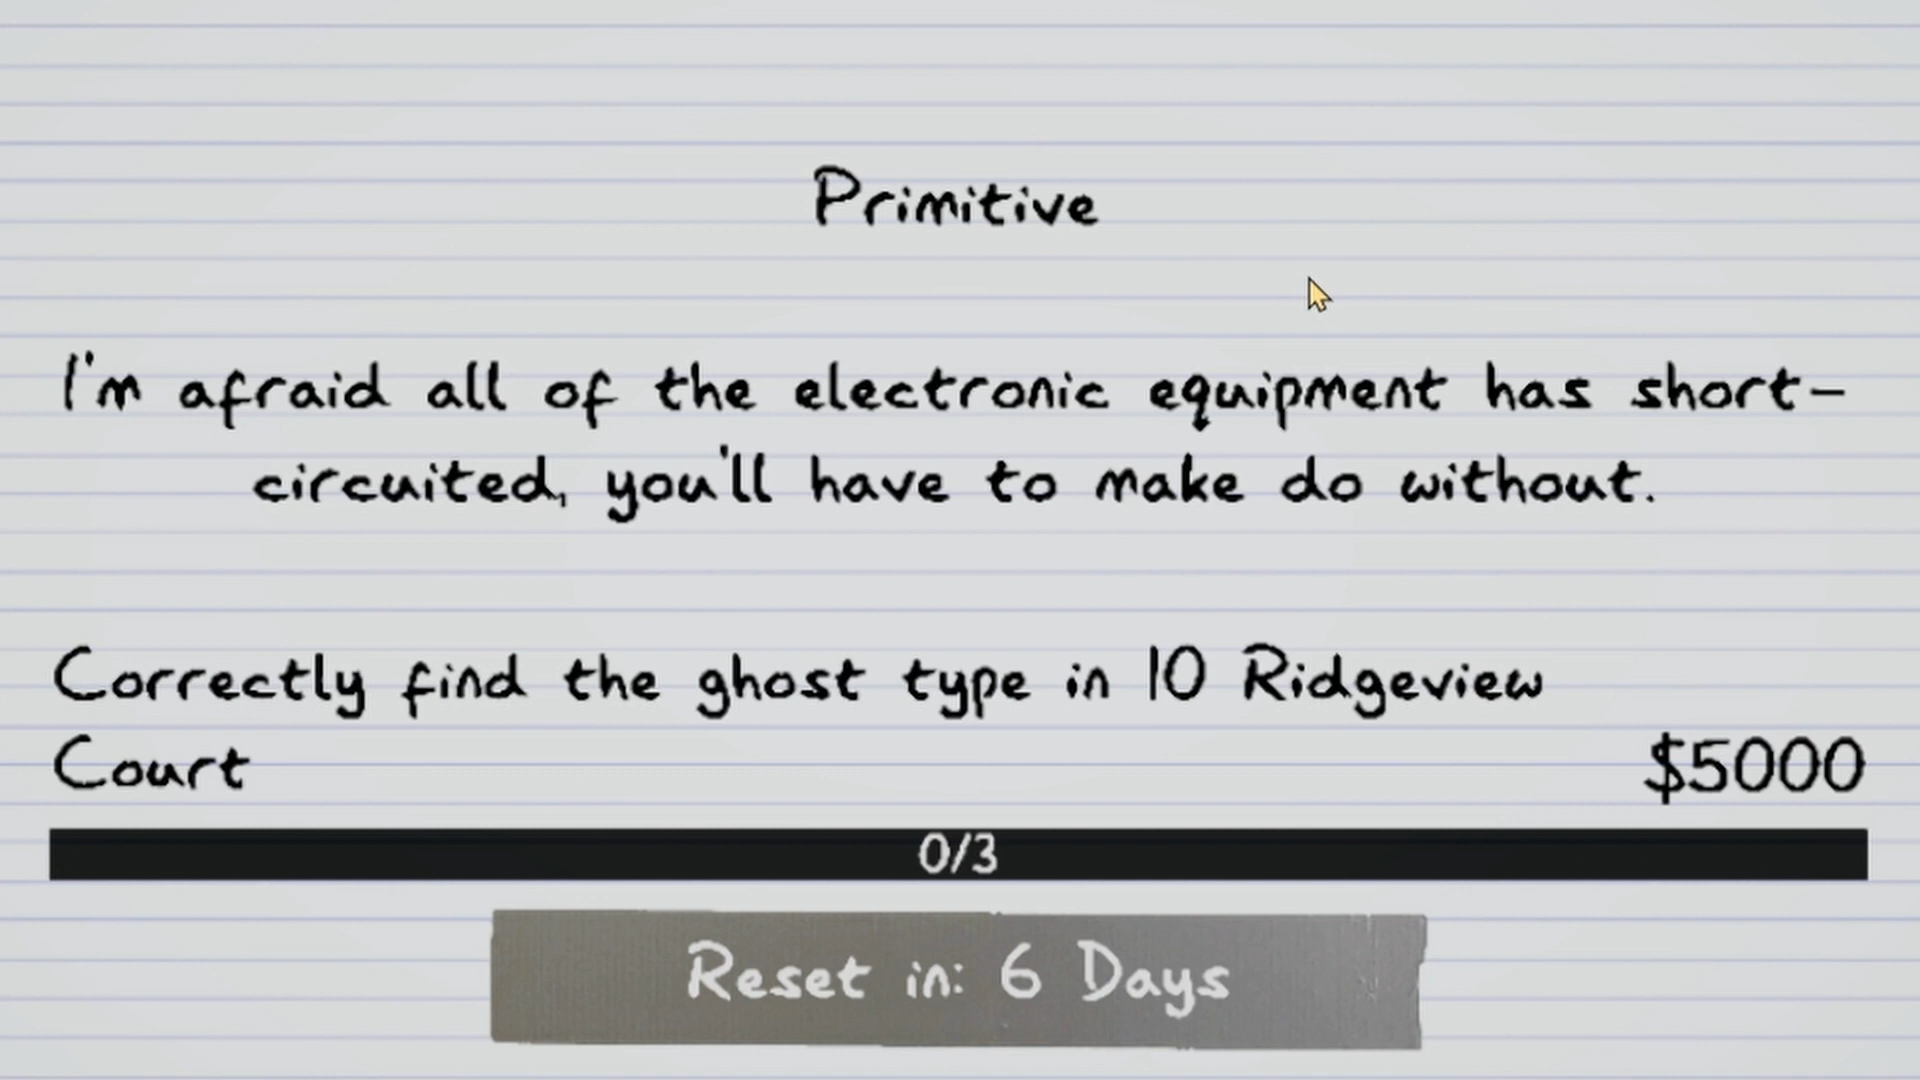 Primitive
I'm afraid all of the electronic equipment has short-
circuited, you'll have to make do without.
Correctly find the ghost type in 10 Ridgeview
Court
$5000
0/3
Reset in: 6 Days